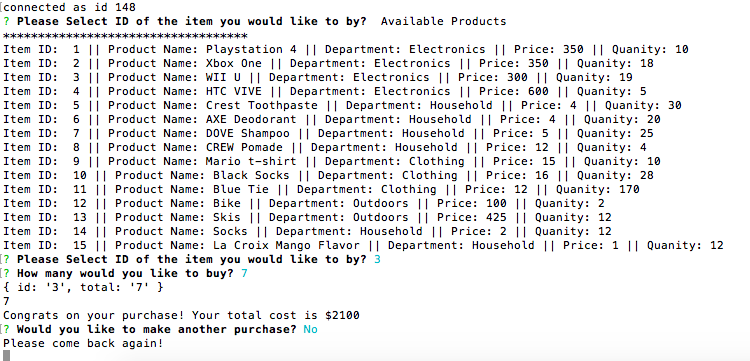 [connected as id 148
? Please Select ID of the item you would like to by?  Available Products
***********************************
Item ID:  1 || Product Name: Playstation 4 || Department: Electronics || Price: 350 || Quanity: 10
Item ID:  2 || Product Name: Xbox One || Department: Electronics || Price: 350 || Quanity: 18
Item ID:  3 || Product Name: WII U || Department: Electronics || Price: 300 || Quanity: 19
Item ID:  4 || Product Name: HTC VIVE || Department: Electronics || Price: 600 || Quanity: 5
Item ID:  5 || Product Name: Crest Toothpaste || Department: Household || Price: 4 || Quanity: 30
Item ID:  6 || Product Name: AXE Deodorant || Department: Household || Price: 4 || Quanity: 20
Item ID:  7 || Product Name: DOVE Shampoo || Department: Household || Price: 5 || Quanity: 25
Item ID:  8 || Product Name: CREW Pomade || Department: Household || Price: 12 || Quanity: 4
Item ID:  9 || Product Name: Mario t-shirt || Department: Clothing || Price: 15 || Quanity: 10
Item ID:  10 || Product Name: Black Socks || Department: Clothing || Price: 16 || Quanity: 28
Item ID:  11 || Product Name: Blue Tie || Department: Clothing || Price: 12 || Quanity: 170
Item ID:  12 || Product Name: Bike || Department: Outdoors || Price: 100 || Quanity: 2
Item ID:  13 || Product Name: Skis || Department: Outdoors || Price: 425 || Quanity: 12
Item ID:  14 || Product Name: Socks || Department: Household || Price: 2 || Quanity: 12
Item ID:  15 || Product Name: La Croix Mango Flavor || Department: Household || Price: 1 || Quanity: 12
[? Please Select ID of the item you would like to by? 3
[? How many would you like to buy? 7
{ id: '3', total: '7' }
7
Congrats on your purchase! Your total cost is $2100
[? Would you like to make another purchase? No
Please come back again!